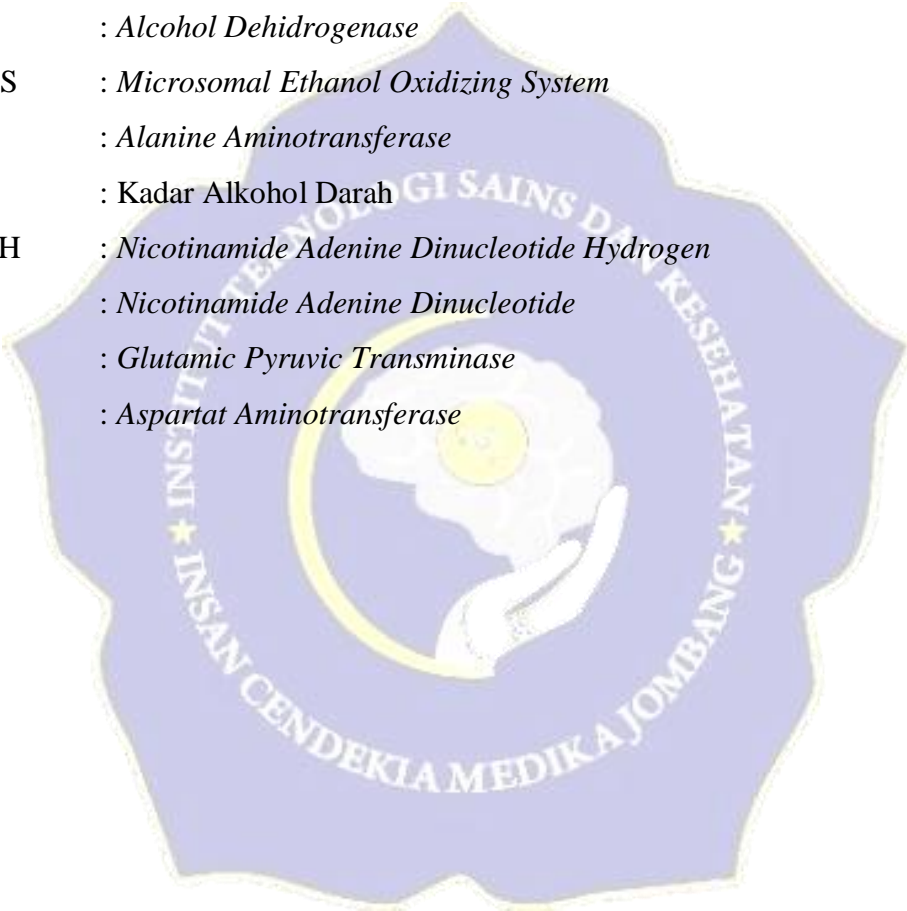 : Alcohol Dehidrogenase
S : Microsomal Ethanol Oxidizing System
: Alanine Aminotransferase
: Kadar Alkohol Darah
H : Nicotinamide Adenine Dinucleotide Hydrogen
: Nicotinamide Adenine Dinucleotide
: Glutamic Pyruvic Transminase
: Aspartat Aminotransferase
INSTITUT TEKNOLOGI SAINS DAN KESEHATAN
INSAN CENDEKIA MEDIKA JOMBANG